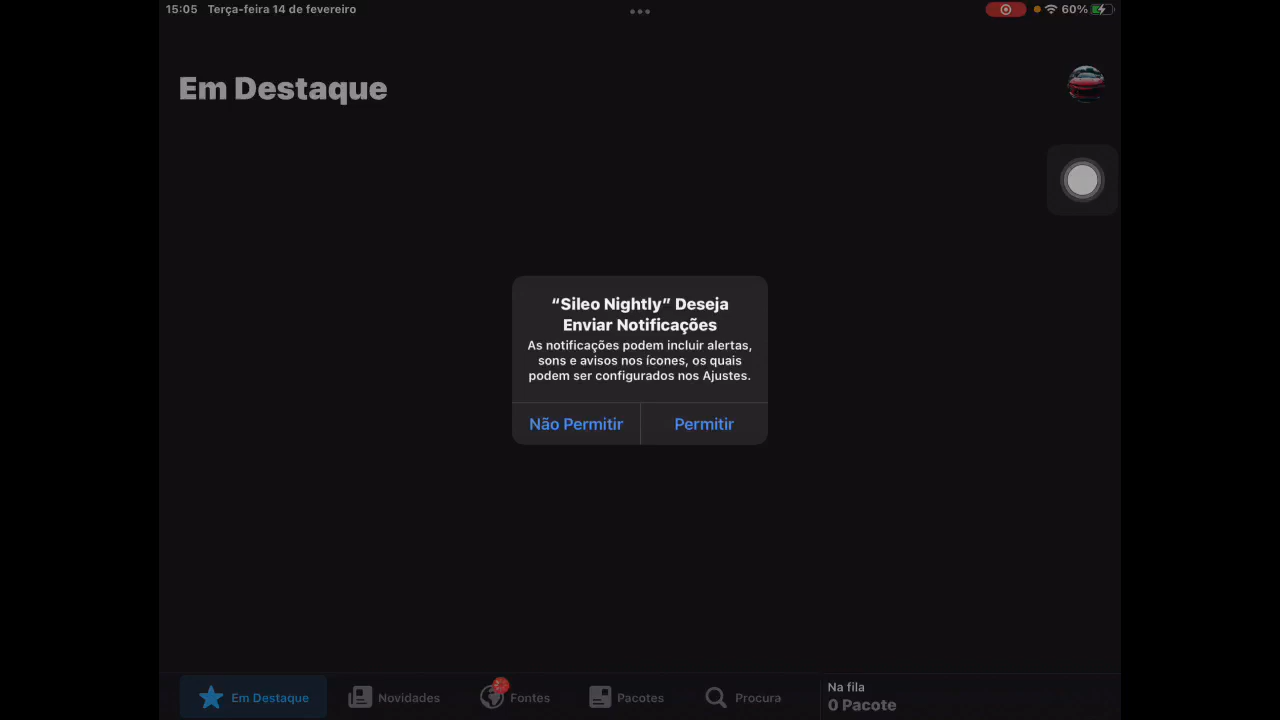 15:05 Terça-feira 14 de fevereiro
60%
Em Destaque
“Sileo Nightly” Deseja
Enviar Notificações
As notificações podem incluir alertas,
sons e avisos nos ícones, os quais
podem ser configurados nos Ajustes.
Não Permitir
Permitir
Em Destaque
Novidades
Fontes
Pacotes
Procura
Na fila
0 Pacote